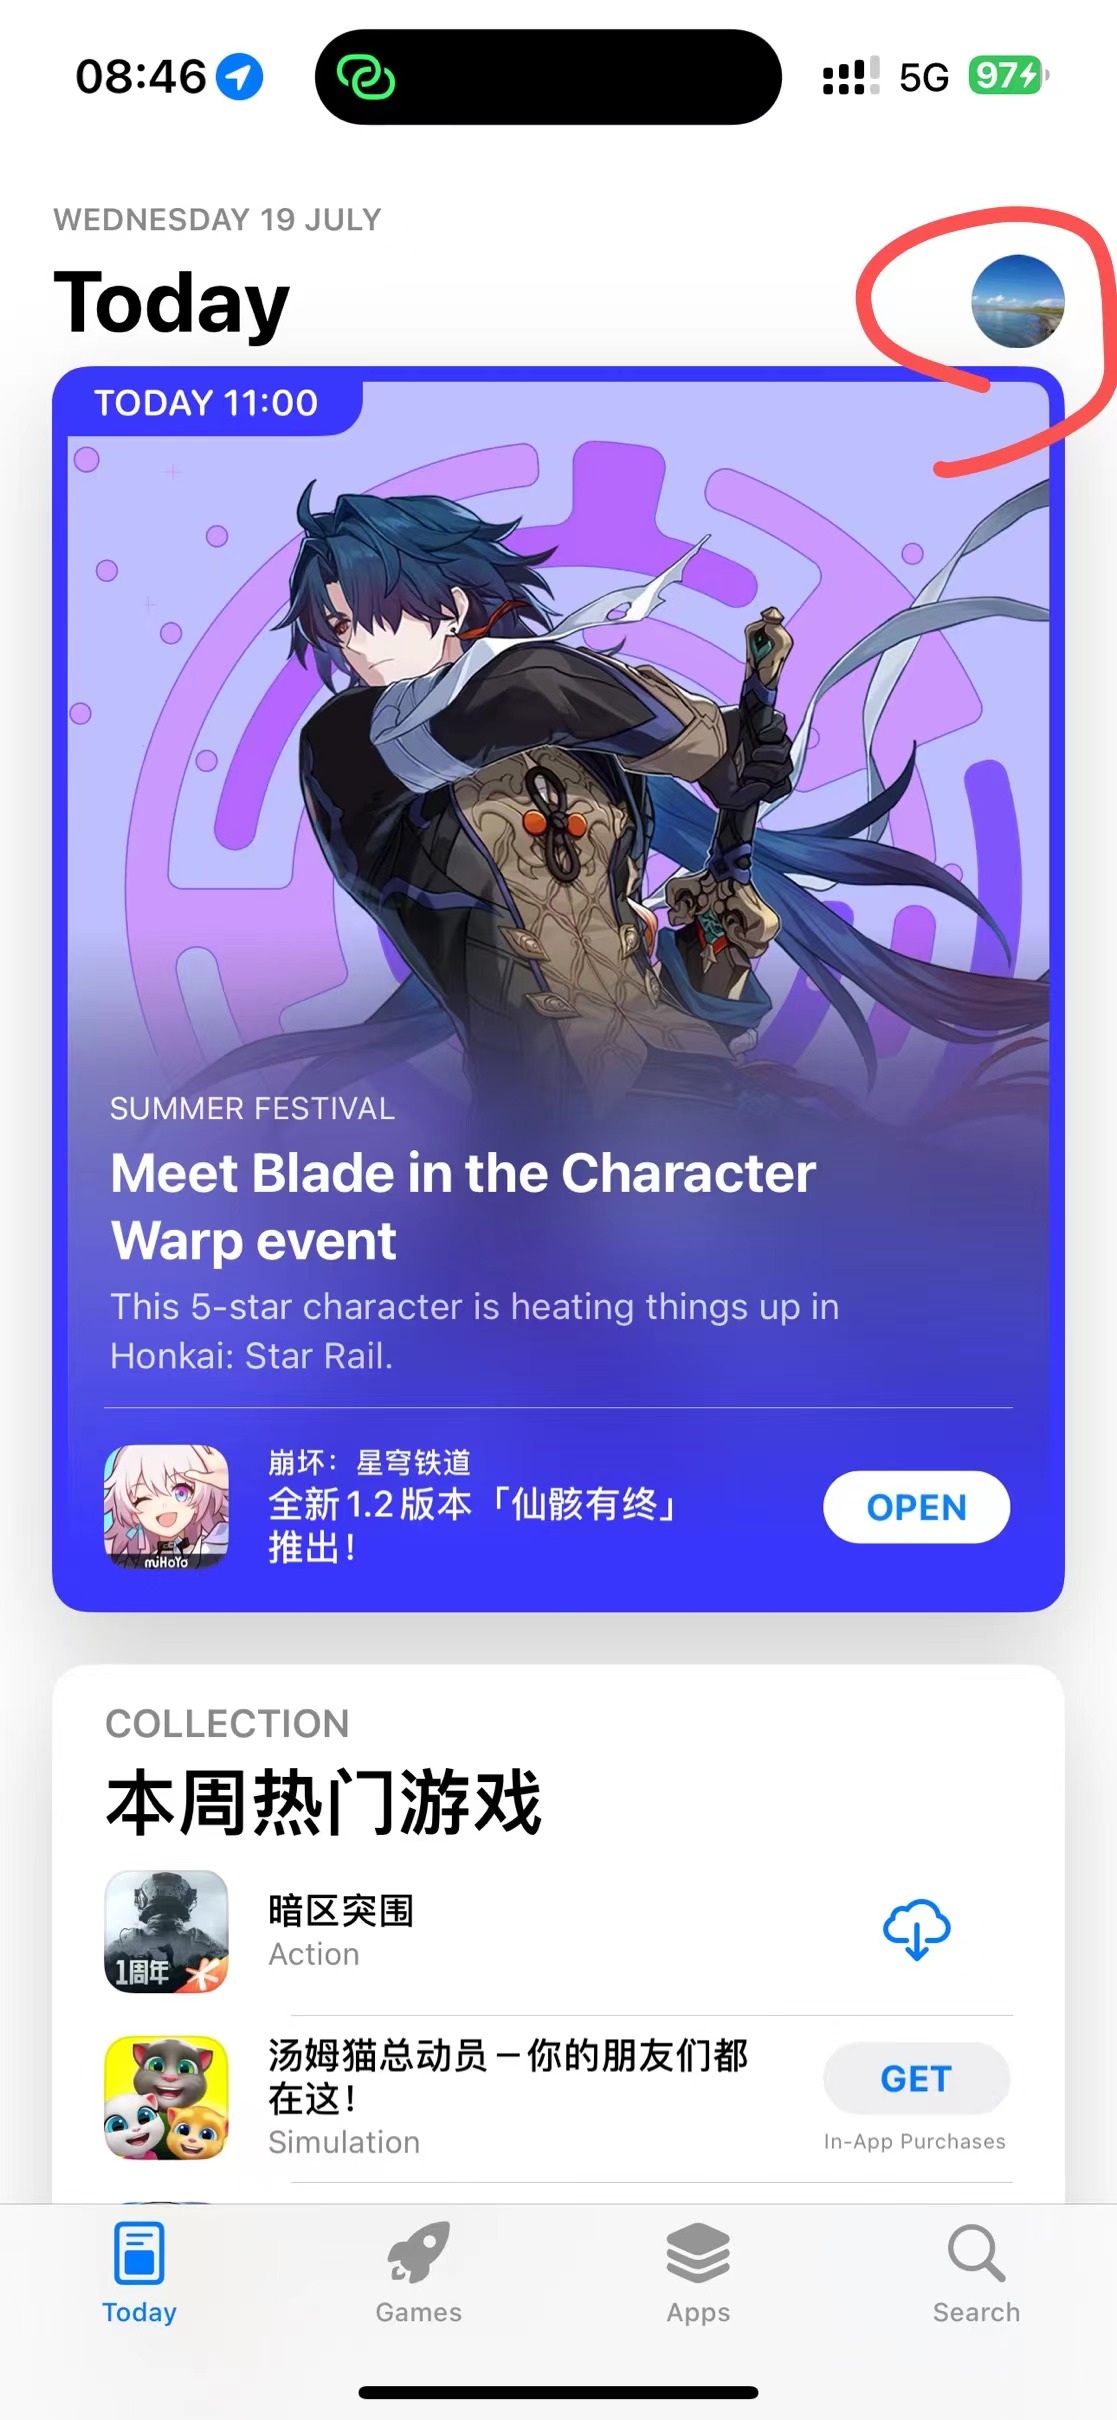 08:46
5G
97
WEDNESDAY 19 JULY
Today
TODAY 11:00
SUMMER FESTIVAL
Meet Blade in the Character
Warp event
This 5-star character is heating things up in
Honkai: Star Rail.
miHoYo
崩坏：星穹铁道
全新1.2版本「仙骸有终」
推出！
OPEN
COLLECTION
本周热门游戏
1周年
暗区突围
Action
汤姆猫总动员－你的朋友们都
在这！
Simulation
GET
In-App Purchases
Today
Games
Apps
Search